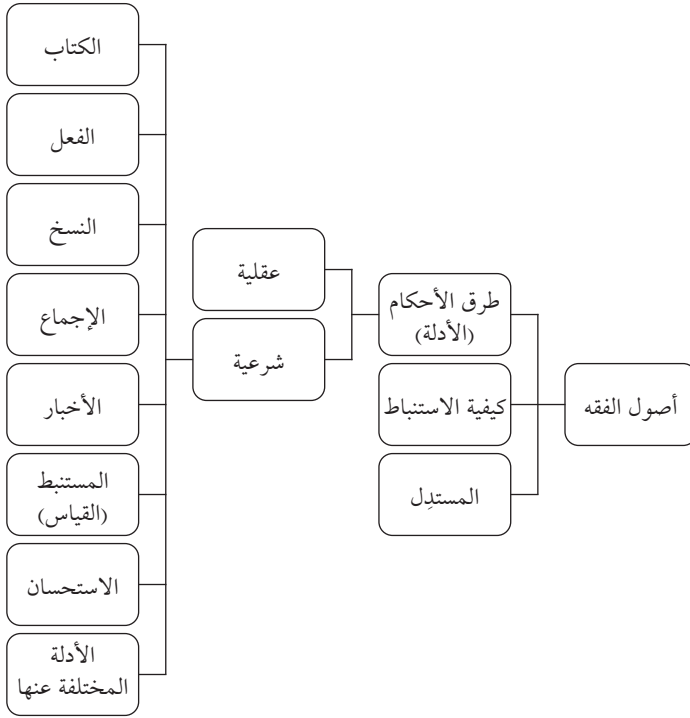 أصول الفقه
طرق الأحكام
(الأدلة)
كيفية الاستنباط
المستدِل
عقلية
شرعية
الكتاب
الفعل
النسخ
الإجماع
الأخبار
المستنبط
(القياس)
الاستحسان
الأدلة
المختلفة عنها